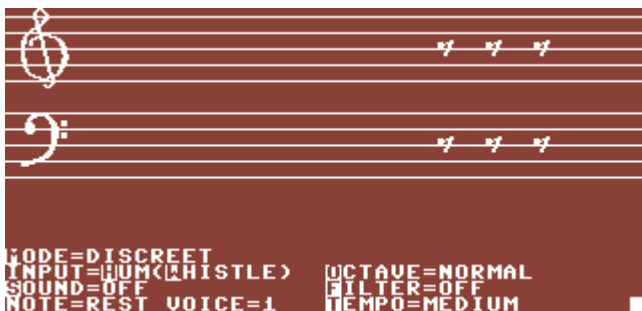 MODE=DISCREET
INPUT=HUM(WHISTLE) OCTAVE=NORMAL
SOUND=OFF FILTER=OFF
NOTE=REST VOICE=1 TEMPO=MEDIUM